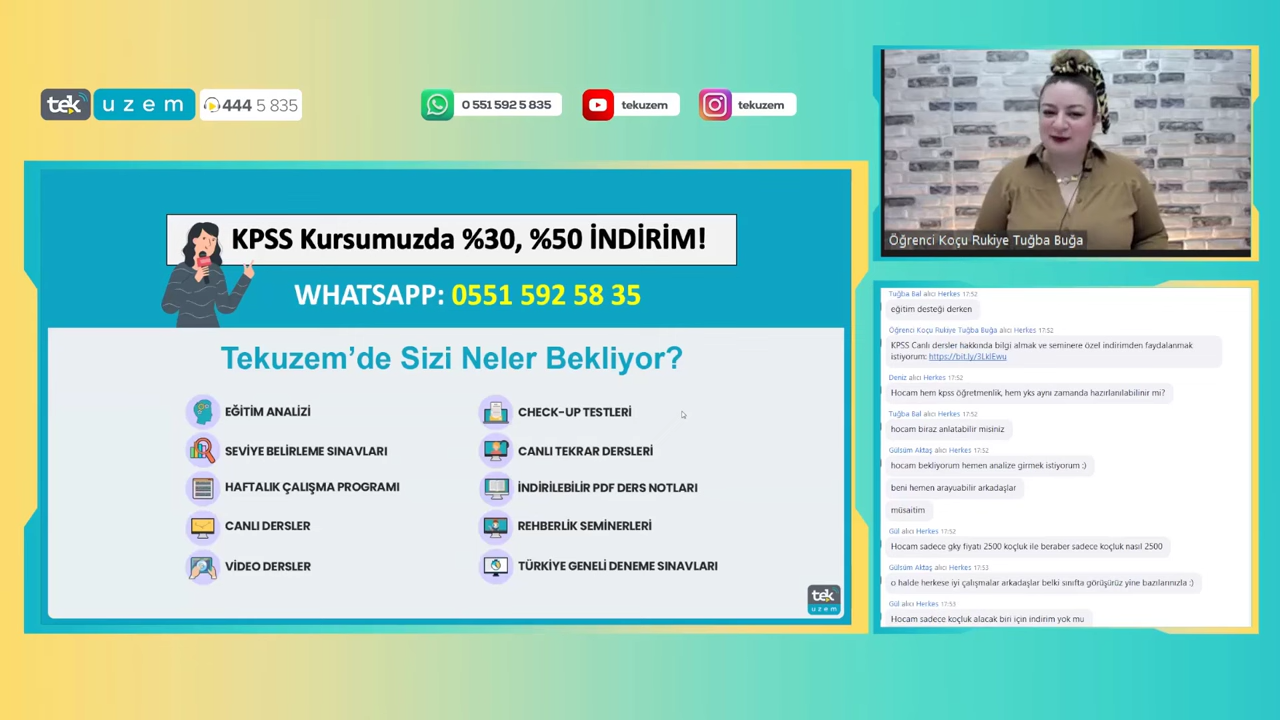 tek uzem 444 5 835
0 551 592 5 835
tekuzem
tekuzem
KPSS Kursumuzda %30, %50 İNDİRİM!
WHATSAPP: 0551 592 58 35
Tekuzem’de Sizi Neler Bekliyor?
EĞİTİM ANALİZİ
SEVİYE BELİRLEME SINAVLARI
HAFTALIK ÇALIŞMA PROGRAMI
CANLI DERSLER
VİDEO DERSLER
CHECK-UP TESTLERİ
CANLI TEKRAR DERSLERİ
İNDİRİLEBİLİR PDF DERS NOTLARI
REHBERLİK SEMİNERLERİ
TÜRKİYE GENELİ DENEME SINAVLARI
tek
uzem
Öğrenci Koçu Rukiye Tuğba Buğa
Tuğba Bal alıcı Herkes 17:52
eğitim desteği derken
Öğrenci Koçu Rukiye Tuğba Buğa alıcı Herkes 17:52
KPSS Canlı dersler hakkında bilgi almak ve seminere özel indirimden faydalanmak
istiyorum: https://bit.ly/3LklEwu
Deniz alıcı Herkes 17:52
Hocam hem kpss öğretmenlik, hem yks ayni zamanda hazırlanılabilinir mi?
Tuğba Bal alıcı Herkes 17:52
hocam biraz anlatabilir misiniz
Gülsüm Aktaş alıcı Herkes 17:52
hocam bekliyorum hemen analize girmek istiyorum :)
beni hemen arayuabilir arkadaşlar
müsaitim
Gül alıcı Herkes 17:52
Hocam sadece gky fiyatı 2500 koçluk ile beraber sadece koçluk nasıl 2500
Gülsüm Aktaş alıcı Herkes 17:53
o halde herkese iyi çalışmalar arkadaşlar belki sınıfta görüşürüz yine bazılarınızla :)
Gül alıcı Herkes 17:53
Hocam sadece koçluk alacak biri için indirim yok mu